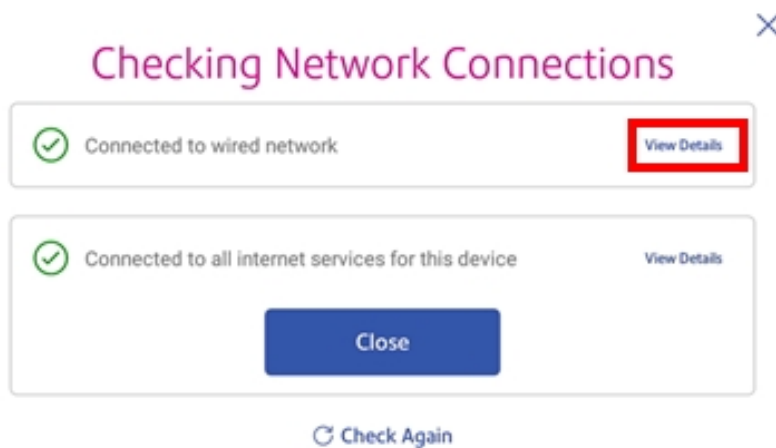 Checking Network Connections
Connected to wired network View Details
Connected to all internet services for this device View Details
Close
Check Again